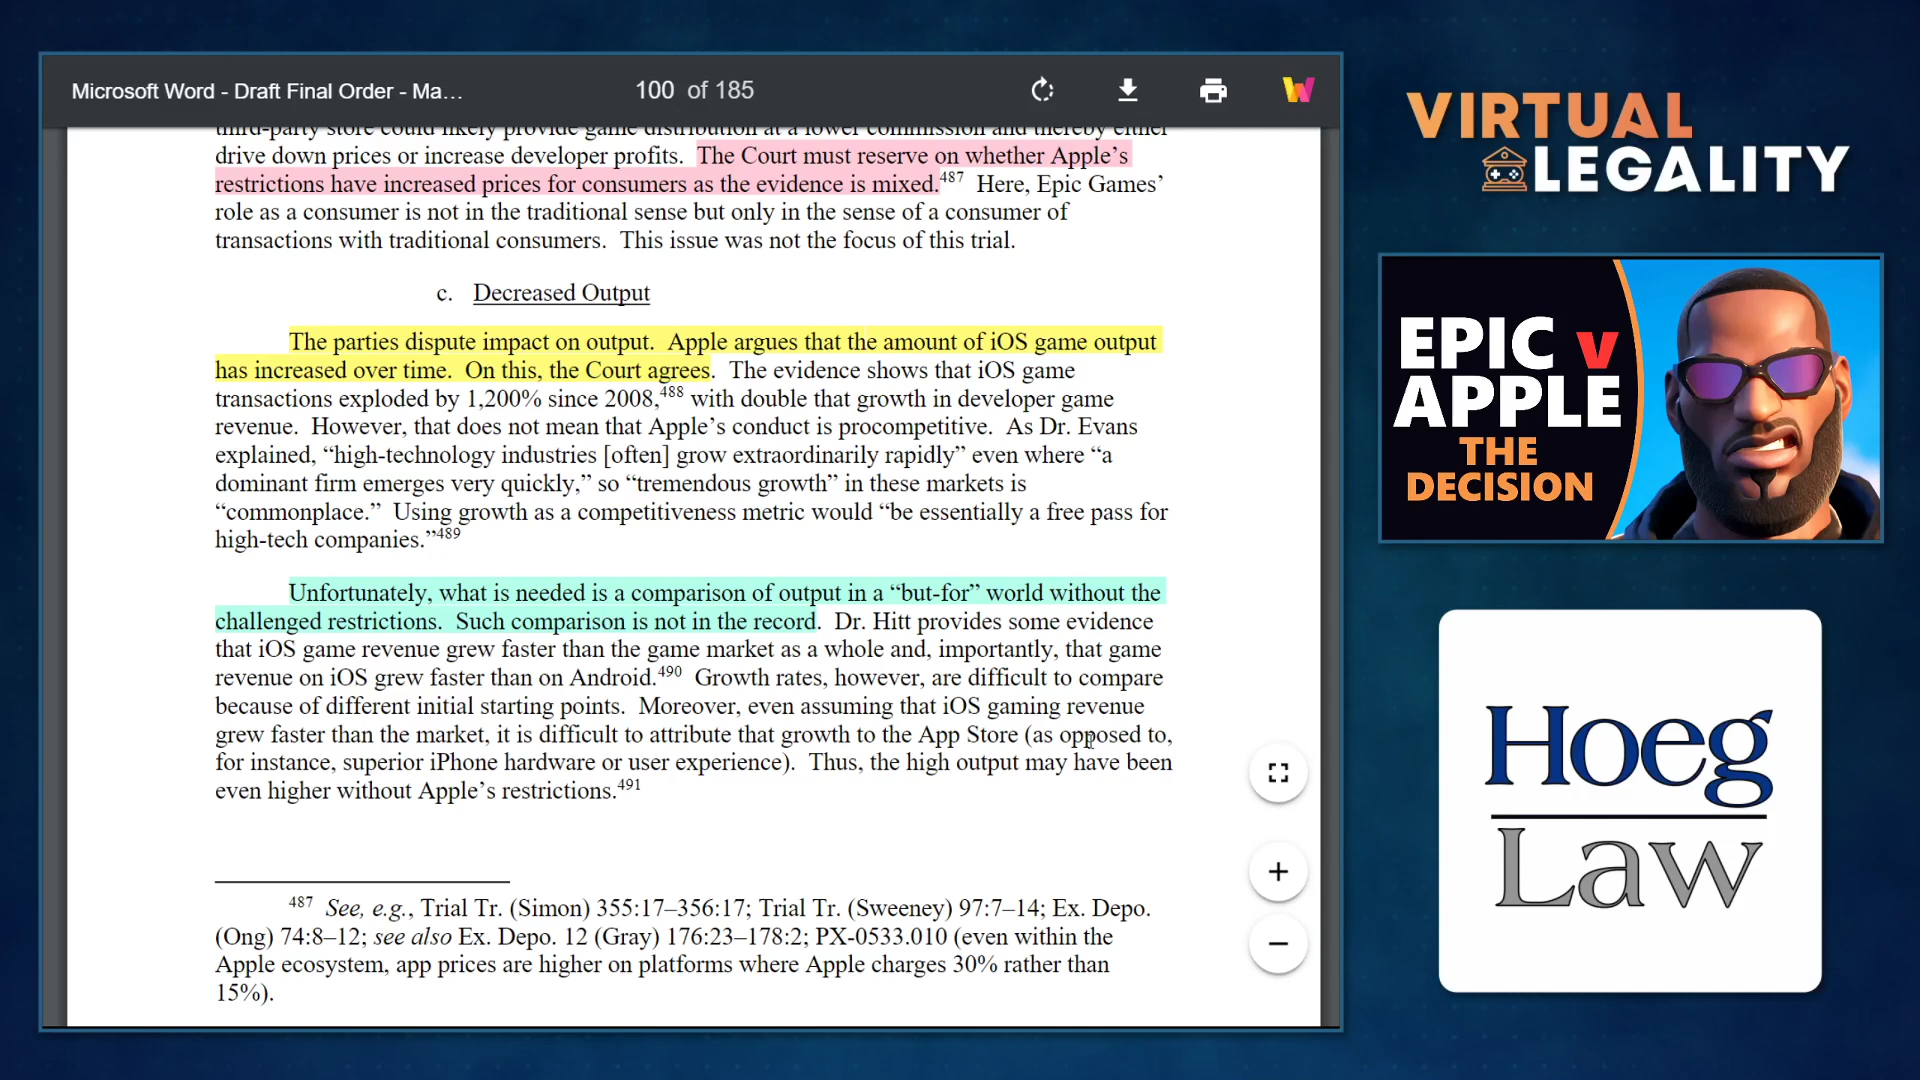 Microsoft Word - Draft Final Order - Ma...
100 of 185
third-party store could likely provide game distribution at a lower commission and thereby either
drive down prices or increase developer profits. The Court must reserve on whether Apple's
restrictions have increased prices for consumers as the evidence is mixed.487 Here, Epic Games'
role as a consumer is not in the traditional sense but only in the sense of a consumer of
transactions with traditional consumers. This issue was not the focus of this trial.
c. Decreased Output
The parties dispute impact on output. Apple argues that the amount of iOS game output
has increased over time. On this, the Court agrees. The evidence shows that iOS game
transactions exploded by 1,200% since 2008,488 with double that growth in developer game
revenue. However, that does not mean that Apple's conduct is procompetitive. As Dr. Evans
explained, “high-technology industries [often] grow extraordinarily rapidly” even where “a
dominant firm emerges very quickly,” so “tremendous growth” in these markets is
“commonplace.” Using growth as a competitiveness metric would “be essentially a free pass for
high-tech companies.”489
Unfortunately, what is needed is a comparison of output in a “but-for” world without the
challenged restrictions. Such comparison is not in the record. Dr. Hitt provides some evidence
that iOS game revenue grew faster than the game market as a whole and, importantly, that game
revenue on iOS grew faster than on Android.490 Growth rates, however, are difficult to compare
because of different initial starting points. Moreover, even assuming that iOS gaming revenue
grew faster than the market, it is difficult to attribute that growth to the App Store (as opposed to,
for instance, superior iPhone hardware or user experience). Thus, the high output may have been
even higher without Apple's restrictions.491
487 See, e.g., Trial Tr. (Simon) 355:17–356:17; Trial Tr. (Sweeney) 97:7–14; Ex. Depo.
(Ong) 74:8–12; see also Ex. Depo. 12 (Gray) 176:23–178:2; PX-0533.010 (even within the
Apple ecosystem, app prices are higher on platforms where Apple charges 30% rather than
15%).
VIRTUAL
LEGALITY
EPIC v
APPLE
THE
DECISION
Hoeg
Law